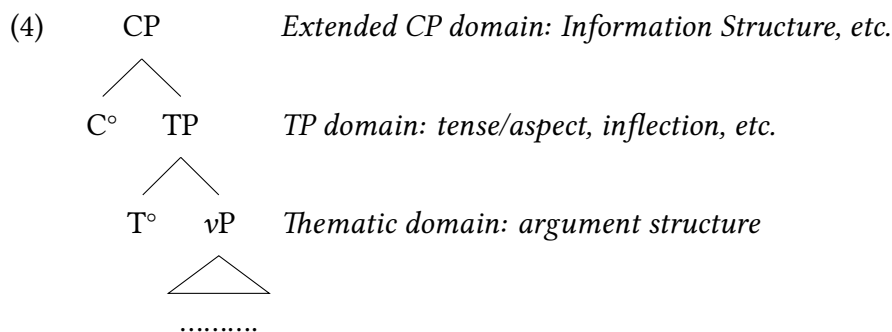 (4) CP Extended CP domain: Information Structure, etc.
C° TP TP domain: tense/aspect, inflection, etc.
T° vP Thematic domain: argument structure
..........